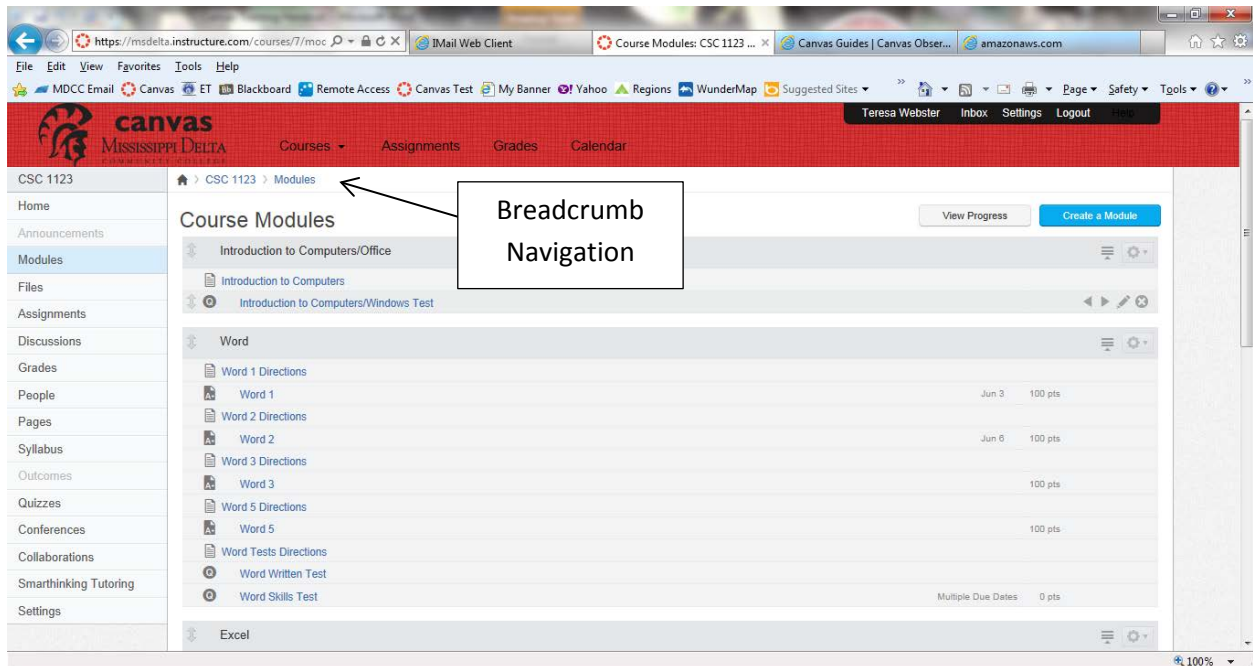 https://msdelta.instructure.com/courses/7/moc
IMail Web Client
Course Modules: CSC 1123 ...
Canvas Guides | Canvas Obser...
amazonaws.com
File Edit View Favorites Tools Help
MDCC Email Canvas ET Blackboard Remote Access Canvas Test My Banner Yahoo Regions WunderMap Suggested Sites Page Safety Tools
Teresa Webster Inbox Settings Logout Help
canvas
MISSISSIPPI DELTA
COMMUNITY COLLEGE
Courses Assignments Grades Calendar
CSC 1123
CSC 1123 > Modules
Home
Announcements
Modules
Files
Assignments
Discussions
Grades
People
Pages
Syllabus
Outcomes
Quizzes
Conferences
Collaborations
Smarthinking Tutoring
Settings
Breadcrumb
Navigation
Course Modules
View Progress
Create a Module
Introduction to Computers/Office
Introduction to Computers
Introduction to Computers/Windows Test
Word
Word 1 Directions
Word 1 Jun 3 100 pts
Word 2 Directions
Word 2 Jun 6 100 pts
Word 3 Directions
Word 3 100 pts
Word 5 Directions
Word 5 100 pts
Word Tests Directions
Word Written Test
Word Skills Test Multiple Due Dates 0 pts
Excel
100%